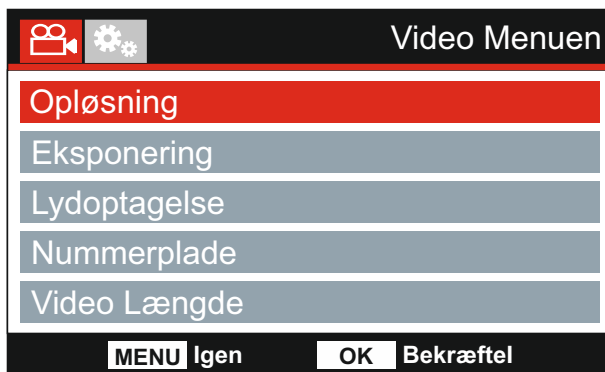 Video Menuen
Opløsning
Eksponering
Lydoptagelse
Nummerplade
Video Længde
MENU Igen OK Bekræftel